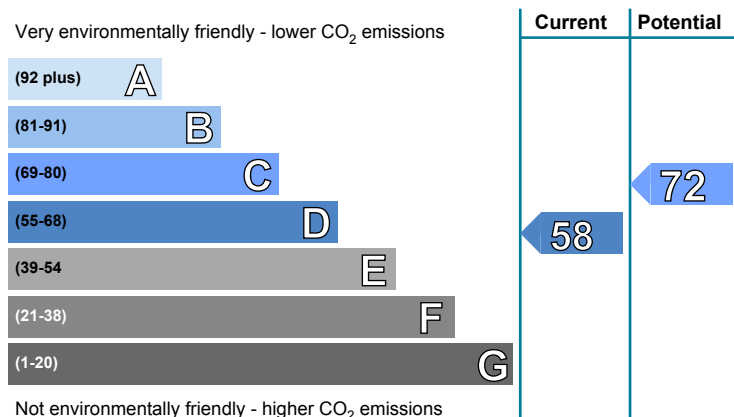 Current Potential
Very environmentally friendly - lower CO2 emissions
(92 plus) A
(81-91) B
(69-80) C
72
(55-68) D
58
(39-54 E
(21-38) F
(1-20) G
Not environmentally friendly - higher CO2 emissions